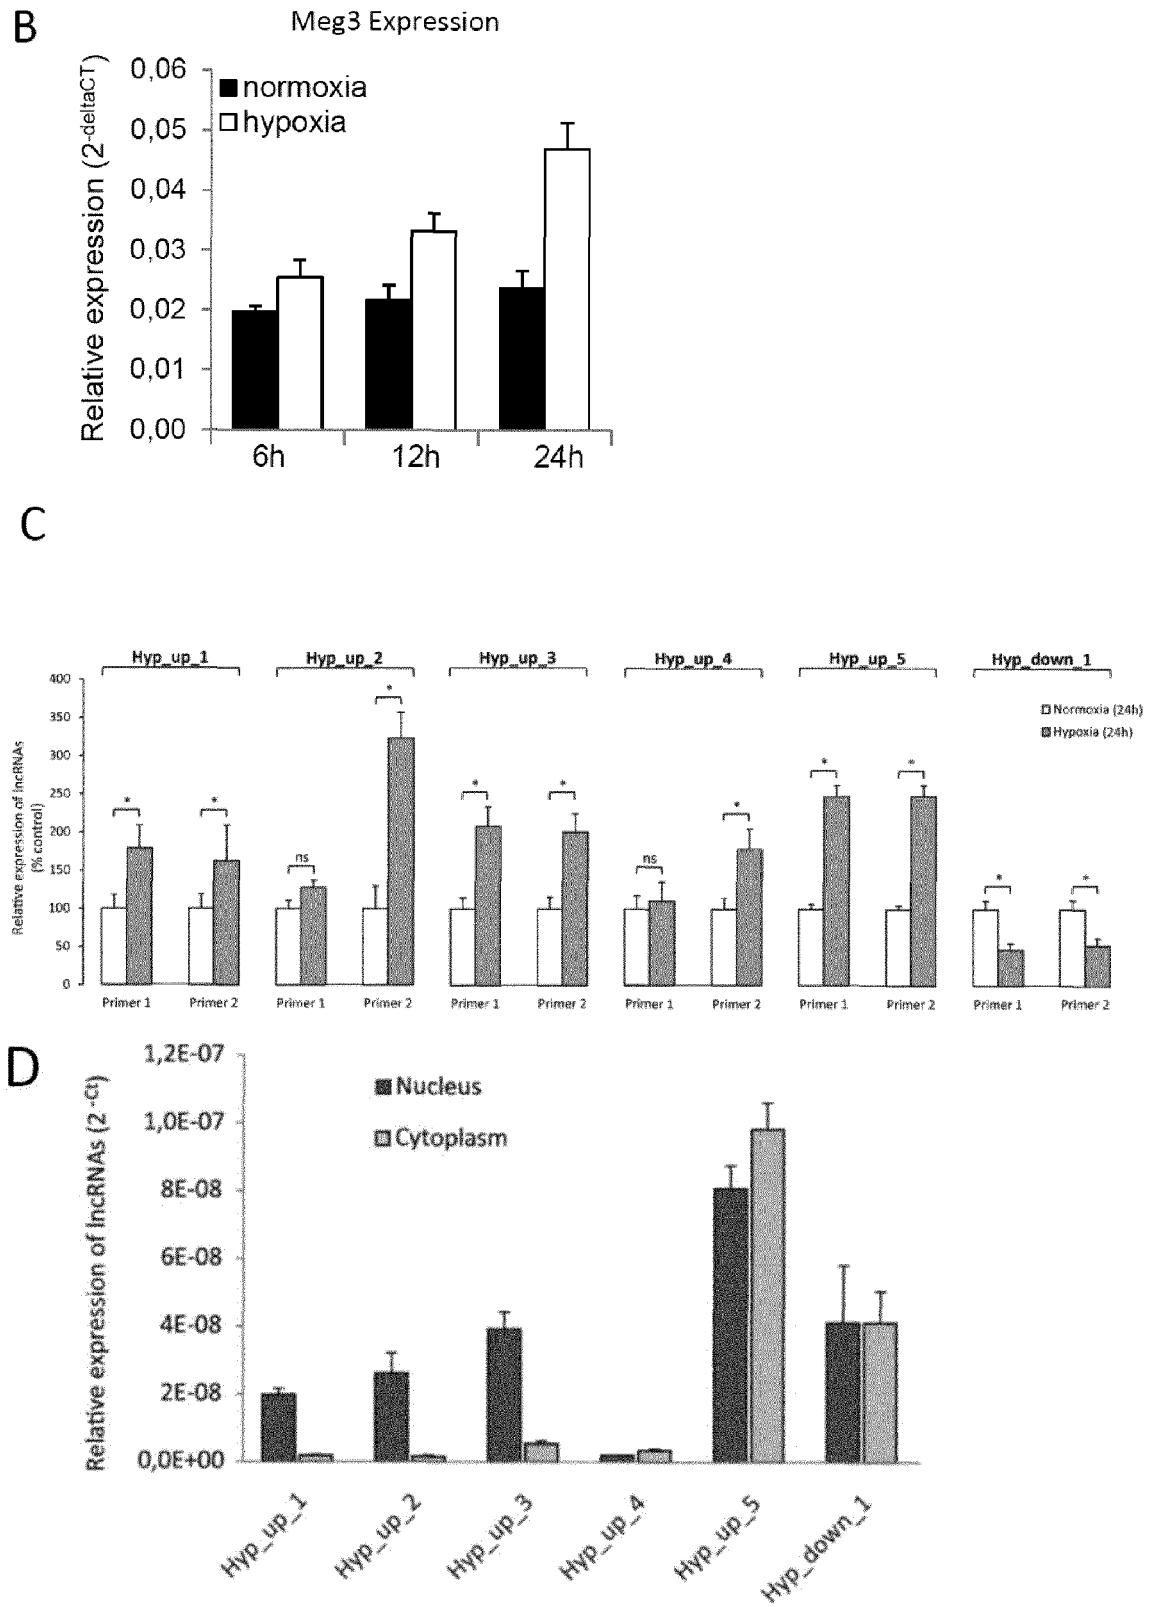 B
Meg3 Expression
Relative expression (2-deltaCT)
0,06
0,05
0,04
0,03
0,02
0,01
0,00
normoxia
hypoxia
6h 12h 24h
C
Hyp_up_1 Hyp_up_2 Hyp_up_3 Hyp_up_4 Hyp_up_5 Hyp_down_1
Relative expression of lncRNAs
(% control)
400
350
300
250
200
150
100
50
0
Normoxia (24h)
Hypoxia (24h)
* * ns * * * ns * * * * *
Primer 1 Primer 2 Primer 1 Primer 2 Primer 1 Primer 2 Primer 1 Primer 2 Primer 1 Primer 2 Primer 1 Primer 2
D
Relative expression of lncRNAs (2-Ct)
1,2E-07
1,0E-07
8E-08
6E-08
4E-08
2E-08
0,0E+00
Nucleus
Cytoplasm
Hyp_up_1 Hyp_up_2 Hyp_up_3 Hyp_up_4 Hyp_up_5 Hyp_down_1